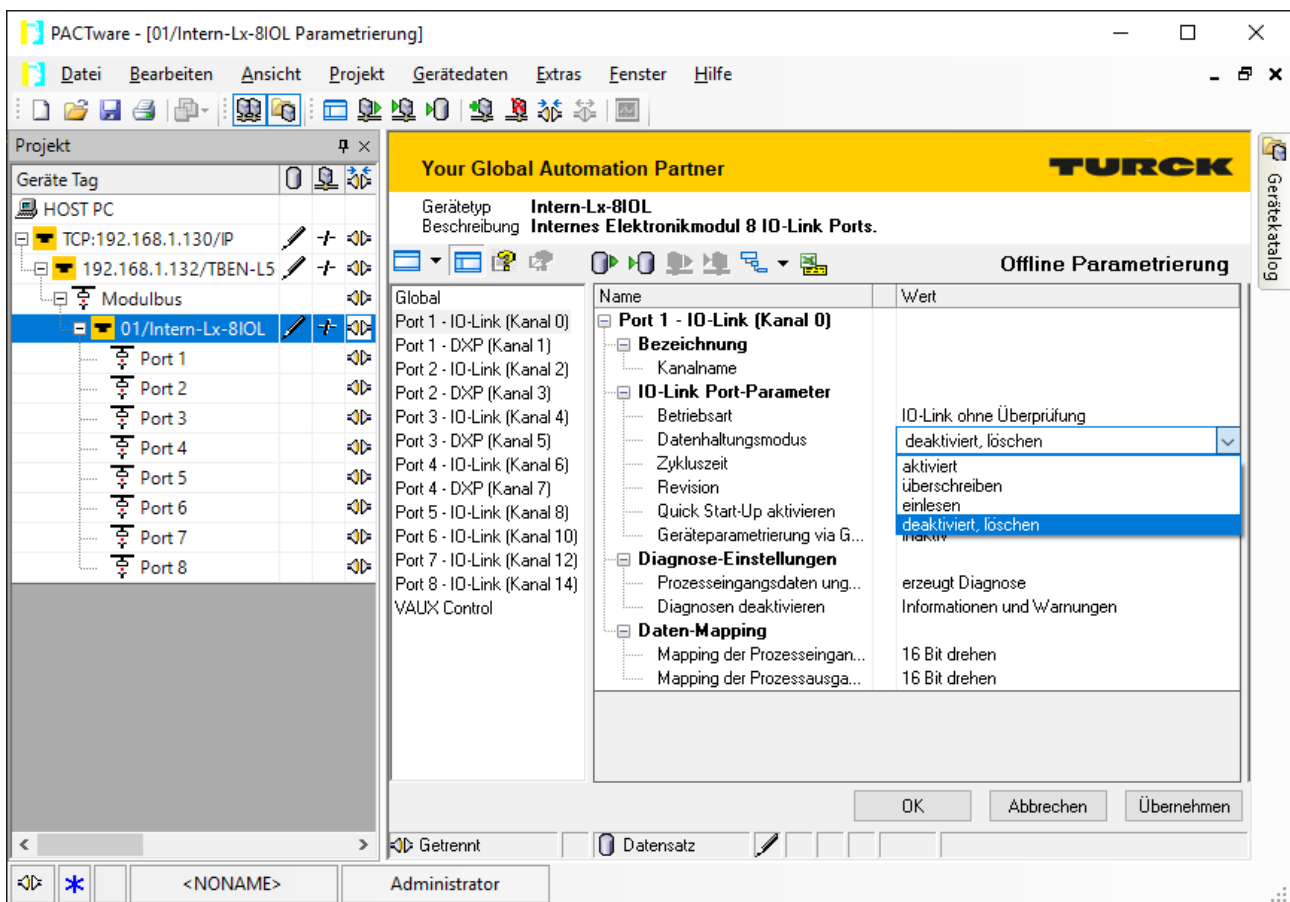 PACTware - [01/Intern-Lx-8IOL Parametrierung]
Datei Bearbeiten Ansicht Projekt Gerätedaten Extras Fenster Hilfe
Projekt
Geräte Tag
HOST PC
TCP:192.168.1.130/IP
192.168.1.132/TBEN-L5
Modulbus
01/Intern-Lx-8IOL
Port 1
Port 2
Port 3
Port 4
Port 5
Port 6
Port 7
Port 8
Your Global Automation Partner
TURCK
Gerätetyp Intern-Lx-8IOL
Beschreibung Internes Elektronikmodul 8 IO-Link Ports.
Offline Parametrierung
Global
Port 1 - IO-Link (Kanal 0)
Port 1 - DXP (Kanal 1)
Port 2 - IO-Link (Kanal 2)
Port 2 - DXP (Kanal 3)
Port 3 - IO-Link (Kanal 4)
Port 3 - DXP (Kanal 5)
Port 4 - IO-Link (Kanal 6)
Port 4 - DXP (Kanal 7)
Port 5 - IO-Link (Kanal 8)
Port 6 - IO-Link (Kanal 10)
Port 7 - IO-Link (Kanal 12)
Port 8 - IO-Link (Kanal 14)
VAUX Control
Name Wert
Port 1 - IO-Link (Kanal 0)
Bezeichnung
Kanalname
IO-Link Port-Parameter
Betriebsart IO-Link ohne Überprüfung
Datenhaltungsmodus deaktiviert, löschen
Zykluszeit aktiviert
Revision überschreiben
Quick Start-Up aktivieren einlesen
deaktiviert, löschen
Geräteparametrierung via G... inaktiv
Diagnose-Einstellungen
Prozesseingangsdaten ung... erzeugt Diagnose
Diagnosen deaktivieren Informationen und Warnungen
Daten-Mapping
Mapping der Prozesseingan... 16 Bit drehen
Mapping der Prozessausga... 16 Bit drehen
OK Abbrechen Übernehmen
Getrennt Datensatz
<NONAME> Administrator
Gerätekatalog